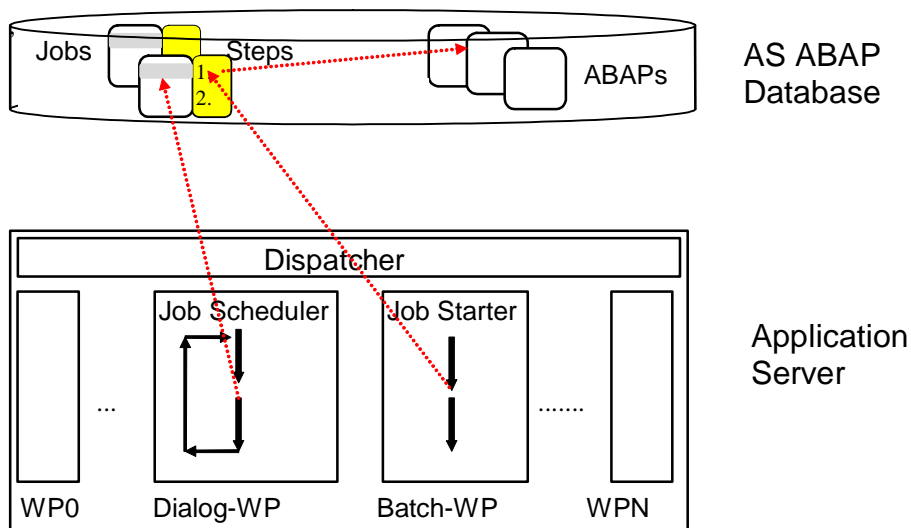 Jobs
Steps
1
2.
ABAPs
AS ABAP
Database
Dispatcher
Job Scheduler
Job Starter
...
.......
Application
Server
WP0
Dialog-WP
Batch-WP
WPN